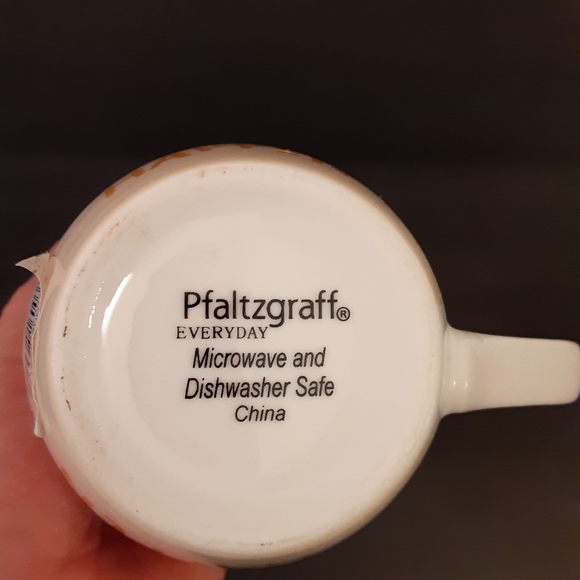 Pfaltzgraff®
EVERYDAY
Microwave and
Dishwasher Safe
China